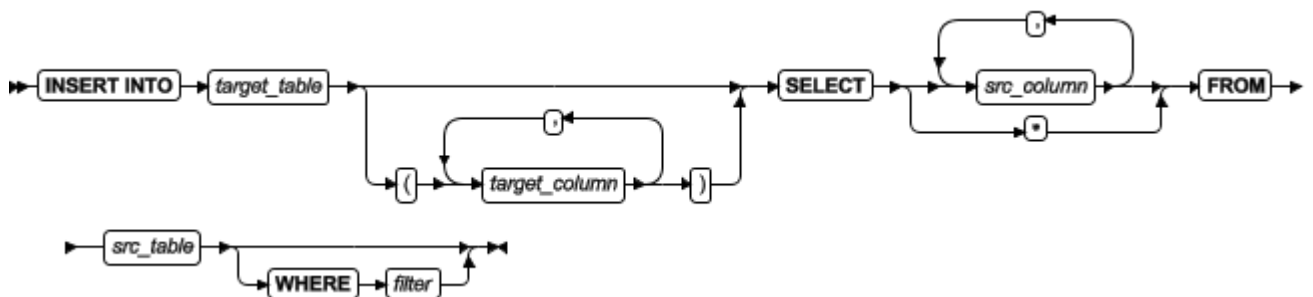 ,
INSERT INTO target_table SELECT src_column FROM
, *
( target_column )
src_table
WHERE filter